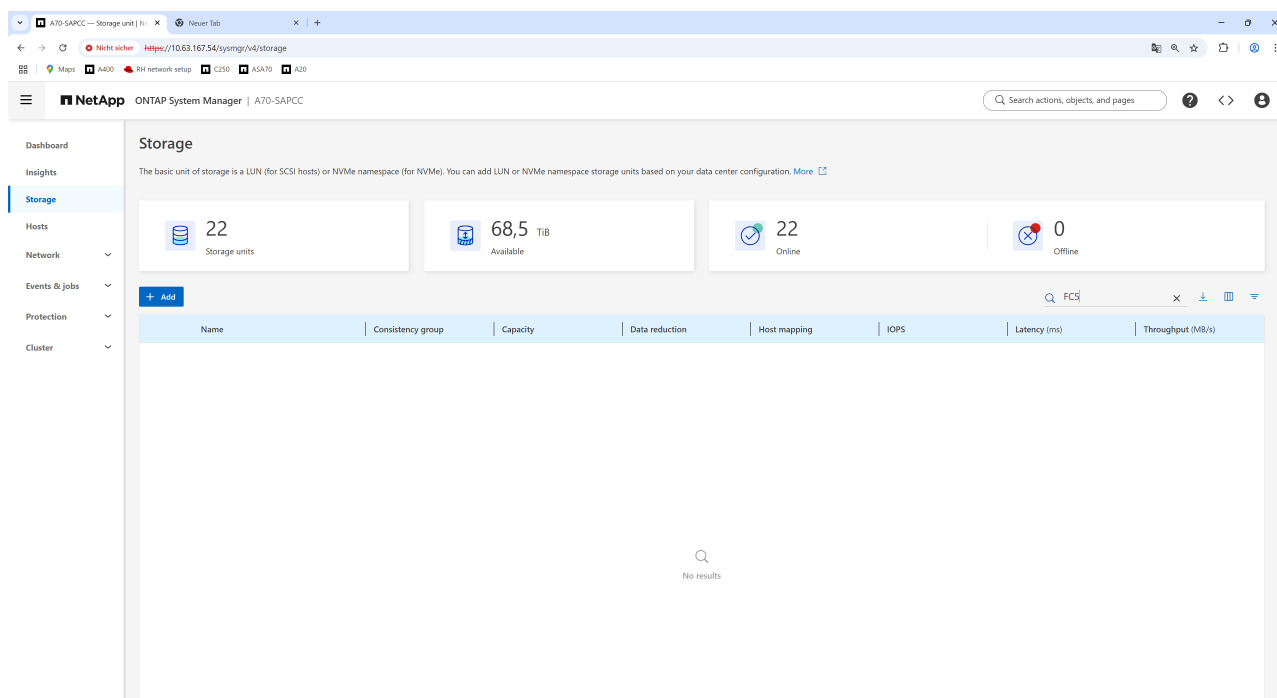 A70-SAPCC — Storage unit | N
Neuer Tab
Nicht sicher https://10.63.167.54/sysmgr/v4/storage
Maps A400 RH network setup C250 ASA70 A20
NetApp ONTAP System Manager | A70-SAPCC
Search actions, objects, and pages
Dashboard
Insights
Storage
Hosts
Network
Events & jobs
Protection
Cluster
Storage
The basic unit of storage is a LUN (for SCSI hosts) or NVMe namespace (for NVMe). You can add LUN or NVMe namespace storage units based on your data center configuration. More
22
Storage units
68,5 TiB
Available
22
Online
0
Offline
+ Add
FC5
Name Consistency group Capacity Data reduction Host mapping IOPS Latency (ms) Throughput (MB/s)
No results